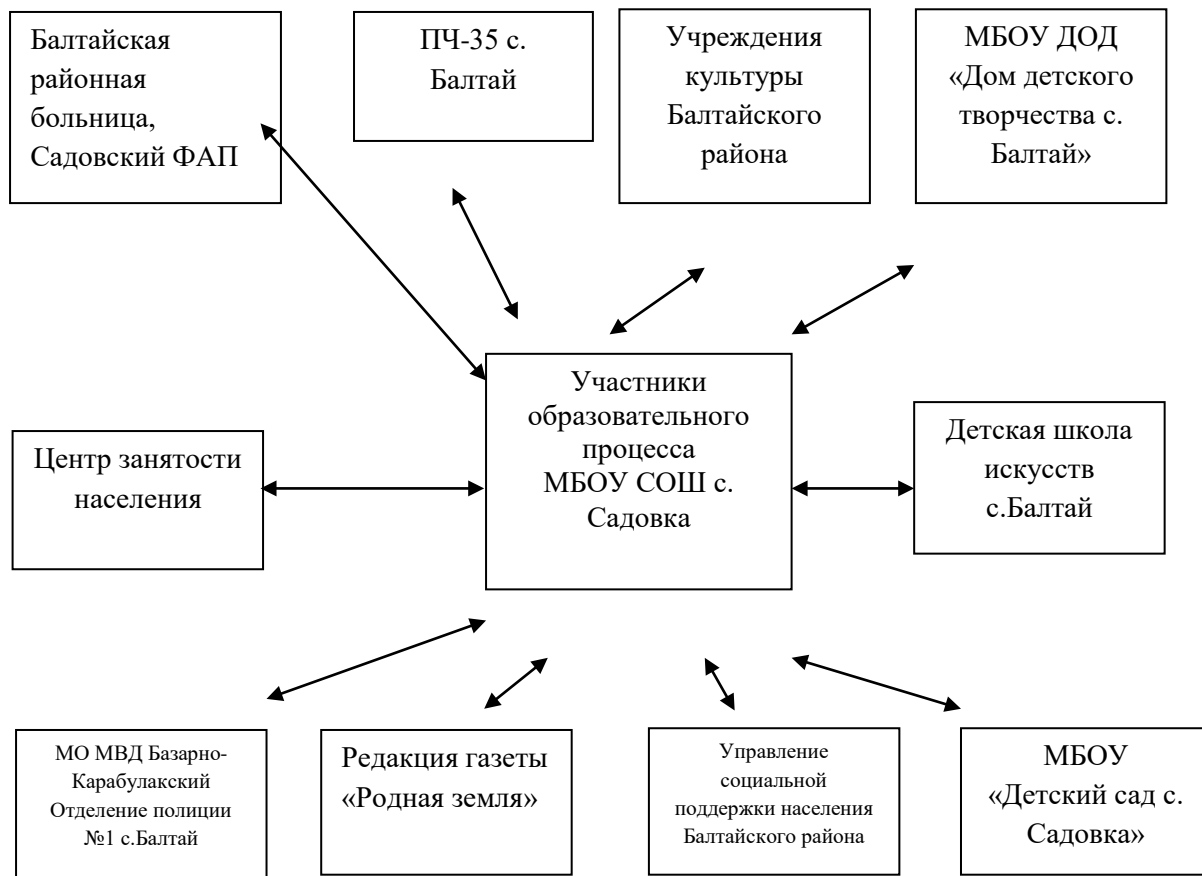 Балтайская
районная
больница,
Садовский ФАП
ПЧ-35 с.
Балтай
Учреждения
культуры
Балтайского
района
МБОУ ДОД
«Дом детского
творчества с.
Балтай»
Центр занятости
населения
Участники
образовательного
процесса
МБОУ СОШ с.
Садовка
Детская школа
искусств
с.Балтай
МО МВД Базарно-
Карабулакский
Отделение полиции
№1 с.Балтай
Редакция газеты
«Родная земля»
Управление
социальной
поддержки населения
Балтайского района
МБОУ
«Детский сад с.
Садовка»